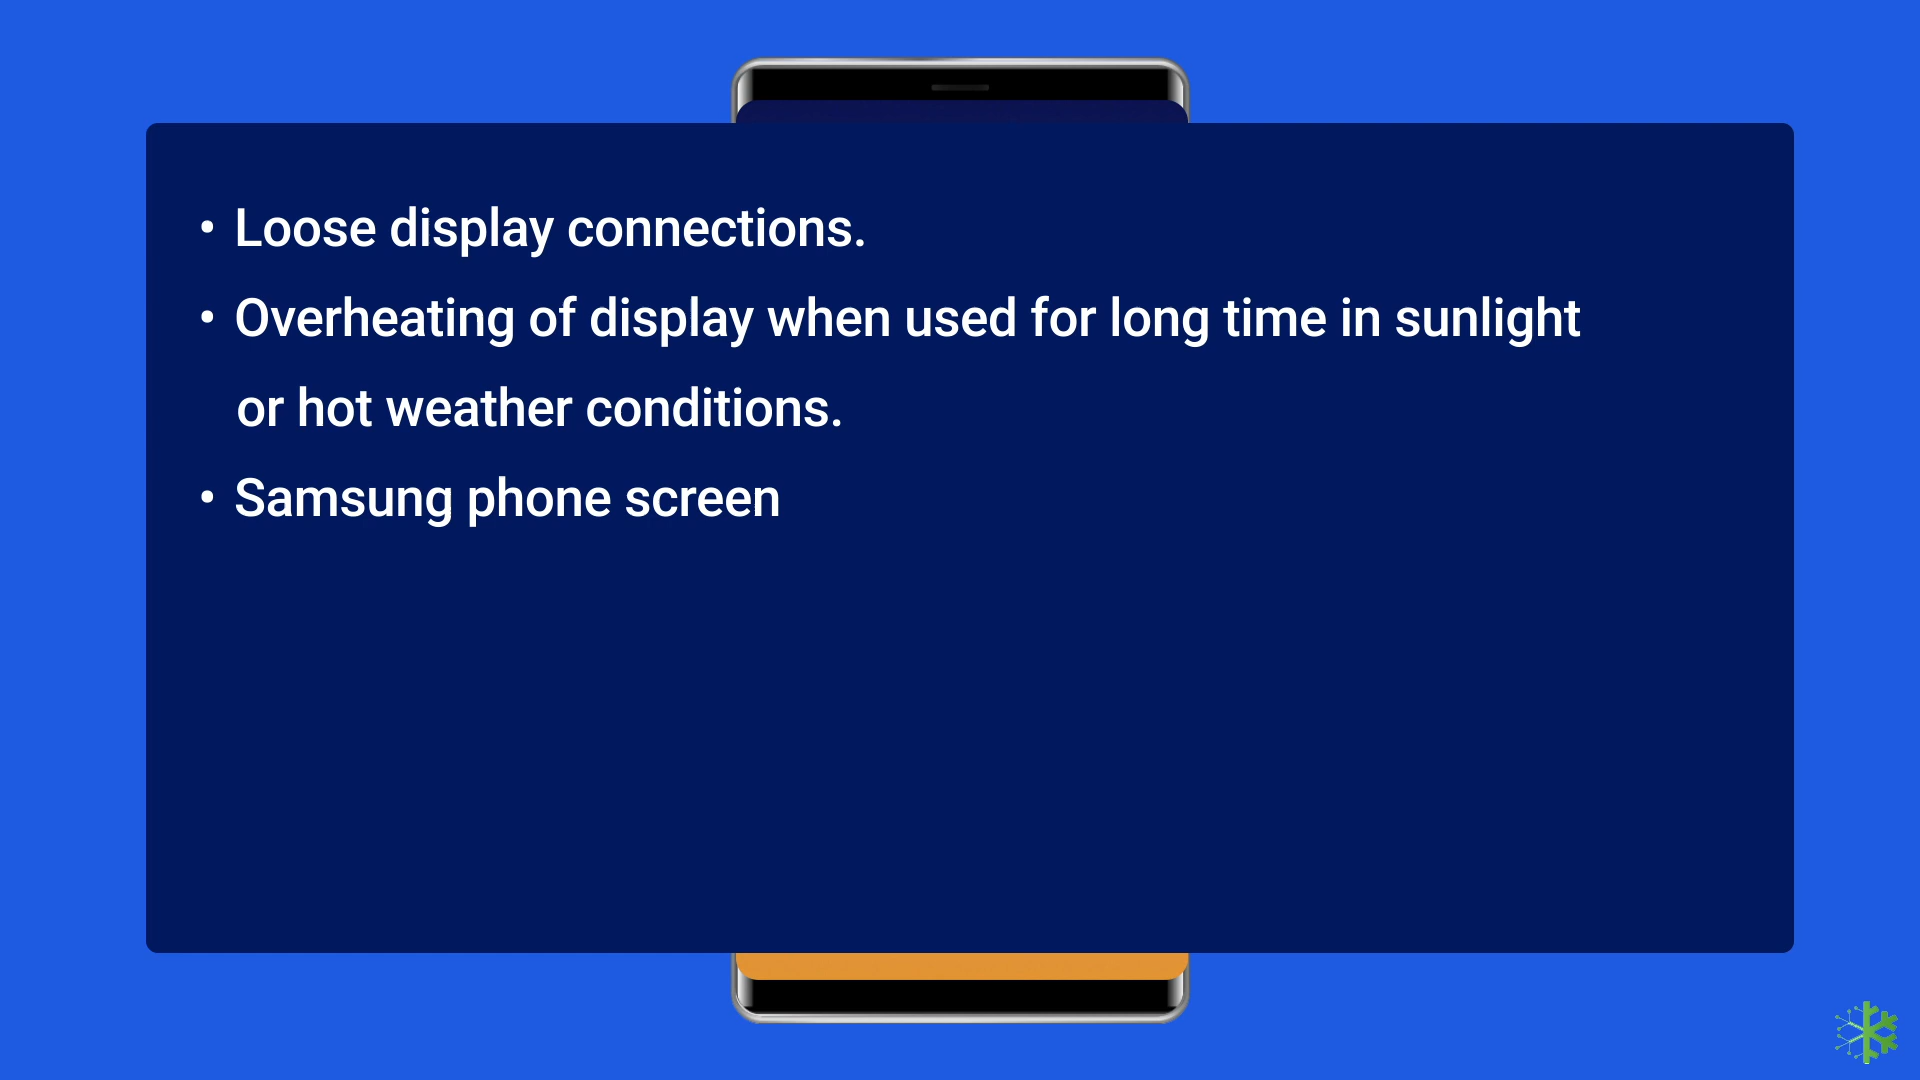 • Loose display connections.
• Overheating of display when used for long time in sunlight
or hot weather conditions.
• Samsung phone screen